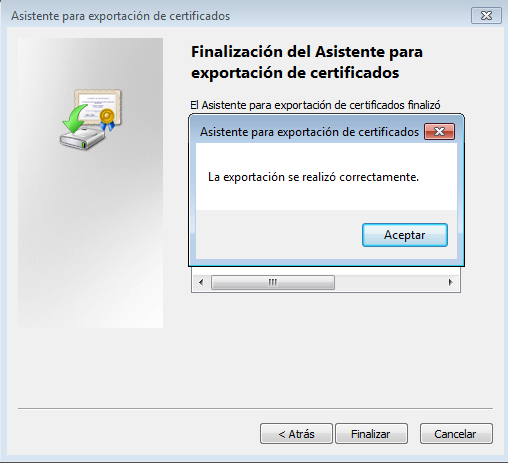 Asistente para exportación de certificados
Finalización del Asistente para
exportación de certificados
El Asistente para exportación de certificados finalizó
Asistente para exportación de certificados
La exportación se realizó correctamente.
Aceptar
< Atrás
Finalizar
Cancelar